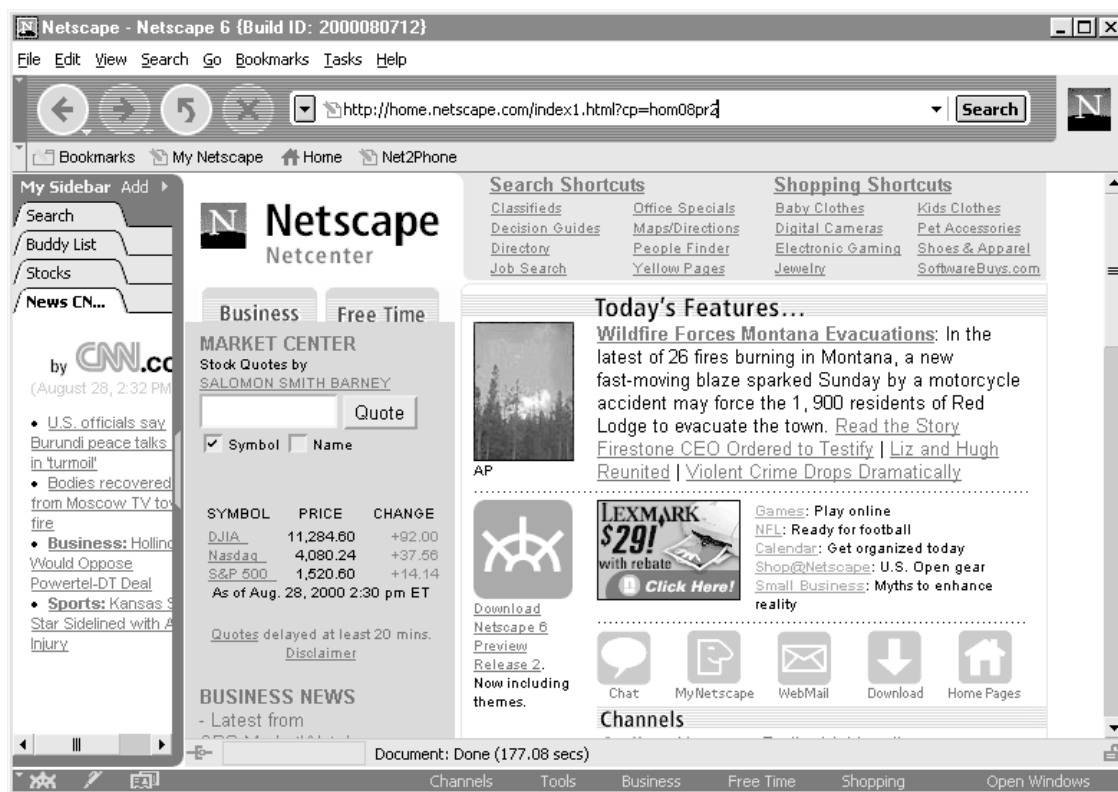 Netscape - Netscape 6 {Build ID: 2000080712}
File Edit View Search Go Bookmarks Tasks Help
http://home.netscape.com/index1.html?cp=hom08pr2 Search N
Bookmarks My Netscape Home Net2Phone
My Sidebar Add
Search
Buddy List
Stocks
News CN...
by CNN.co
(August 28, 2:32 PM
• U.S. officials say
Burundi peace talks
in 'turmoil'
• Bodies recovered
from Moscow TV tow
fire
• Business: Holling
Would Oppose
Powertel-DT Deal
• Sports: Kansas S
Star Sidelined with A
Injury
N Netscape
Netcenter
Search Shortcuts
Classifieds Office Specials
Decision Guides Maps/Directions
Directory People Finder
Job Search Yellow Pages
Shopping Shortcuts
Baby Clothes Kids Clothes
Digital Cameras Pet Accessories
Electronic Gaming Shoes & Apparel
Jewelry SoftwareBuys.com
Business Free Time
MARKET CENTER
Stock Quotes by
SALOMON SMITH BARNEY
Quote
Symbol Name
SYMBOL PRICE CHANGE
DJIA 11,284.60 +92.00
Nasdaq 4,080.24 +37.56
S&P 500 1,520.60 +14.14
As of Aug. 28, 2000 2:30 pm ET
Quotes delayed at least 20 mins.
Disclaimer
BUSINESS NEWS
- Latest from
Today's Features...
AP
Wildfire Forces Montana Evacuations: In the
latest of 26 fires burning in Montana, a new
fast-moving blaze sparked Sunday by a motorcycle
accident may force the 1,900 residents of Red
Lodge to evacuate the town. Read the Story
Firestone CEO Ordered to Testify | Liz and Hugh
Reunited | Violent Crime Drops Dramatically
Download
Netscape 6
Preview
Release 2.
Now including
themes.
LEXMARK
$29!
with rebate
Click Here!
Games: Play online
NFL: Ready for football
Calendar: Get organized today
Shop@Netscape: U.S. Open gear
Small Business: Myths to enhance
reality
Chat MyNetscape WebMail Download Home Pages
Channels
Document: Done (177.08 secs)
Channels Tools Business Free Time Shopping Open Windows